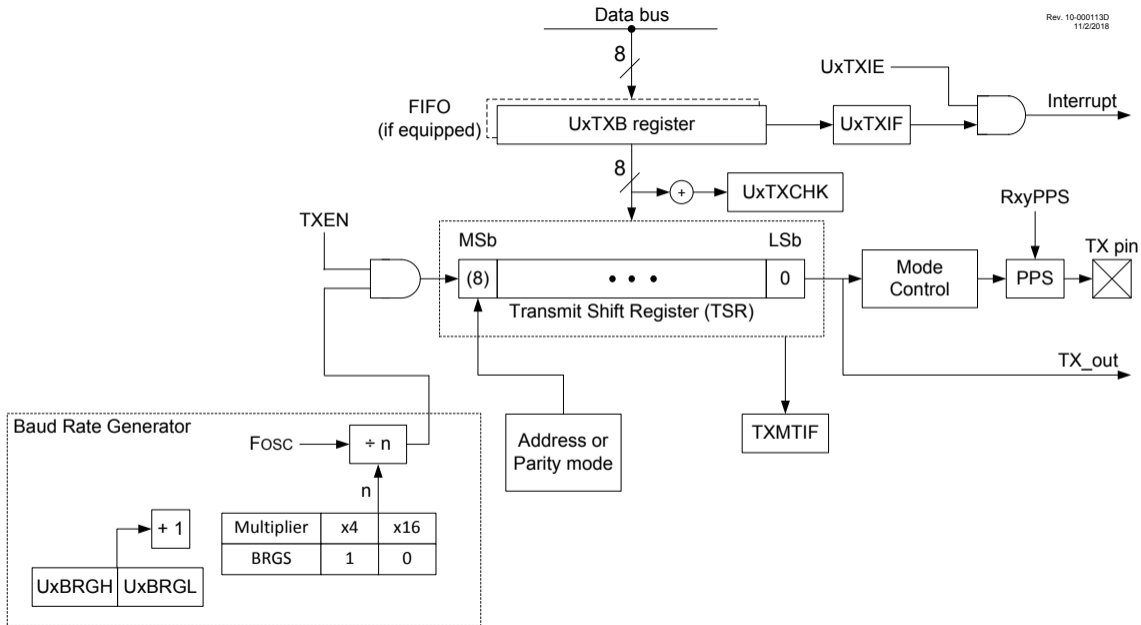 Data bus
Rev. 10-000113D
11/2/2018
8
UxTXIE
FIFO
(if equipped)
UxTXB register
UxTXIF
Interrupt
8
+
UxTXCHK
RxyPPS
TXEN
MSb
LSb
TX pin
(8)
• • •
0
Mode
Control
PPS
Transmit Shift Register (TSR)
TX_out
Baud Rate Generator
FOSC
÷ n
Address or
Parity mode
TXMTIF
n
+ 1
Multiplier x4 x16
BRGS 1 0
UxBRGH UxBRGL